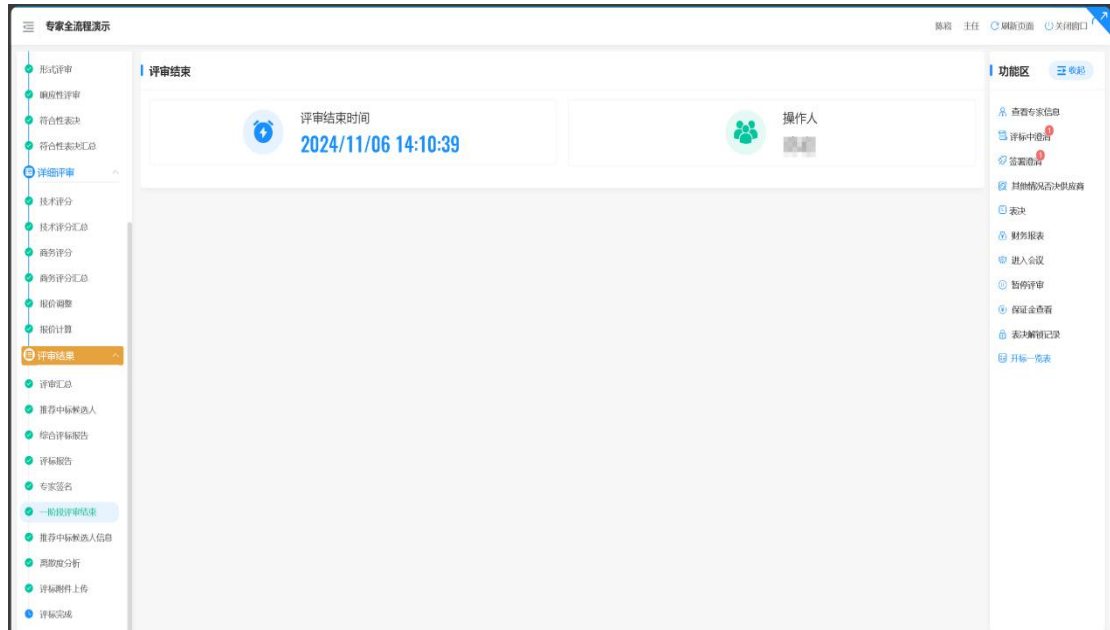 专家全流程演示
主任 刷新页面 关闭窗口
形式评审
响应性评审
符合性表决
符合性表决汇总
详细评审
技术评分
技术评分汇总
商务评分
商务评分汇总
报价调整
报价计算
评审结果
评审汇总
推荐中标候选人
综合评标报告
评标报告
专家签名
一阶段评审结束
推荐中标候选人信息
离散度分析
评标附件上传
评标完成
评审结束
评审结束时间
2024/11/06 14:10:39
操作人
功能区 收起
查看专家信息
评标中澄清 1
签署澄清 1
其他情况否决供应商
表决
财务报表
进入会议
暂停评审
保证金查看
表决解锁记录
开标一览表